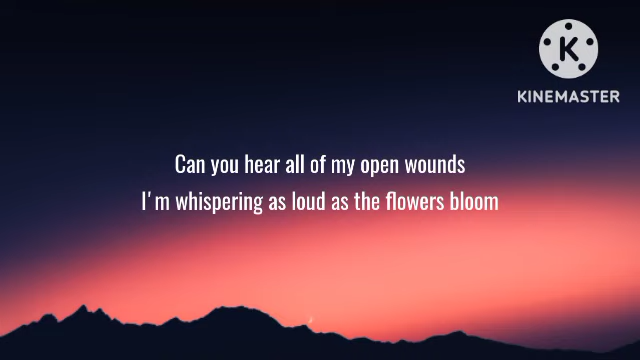 KINEMASTER
Can you hear all of my open wounds
I'm whispering as loud as the flowers bloom